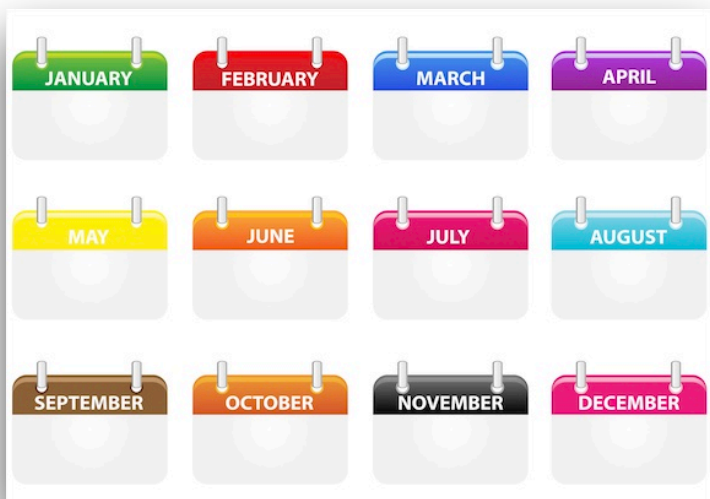 JANUARY
FEBRUARY
MARCH
APRIL
MAY
JUNE
JULY
AUGUST
SEPTEMBER
OCTOBER
NOVEMBER
DECEMBER